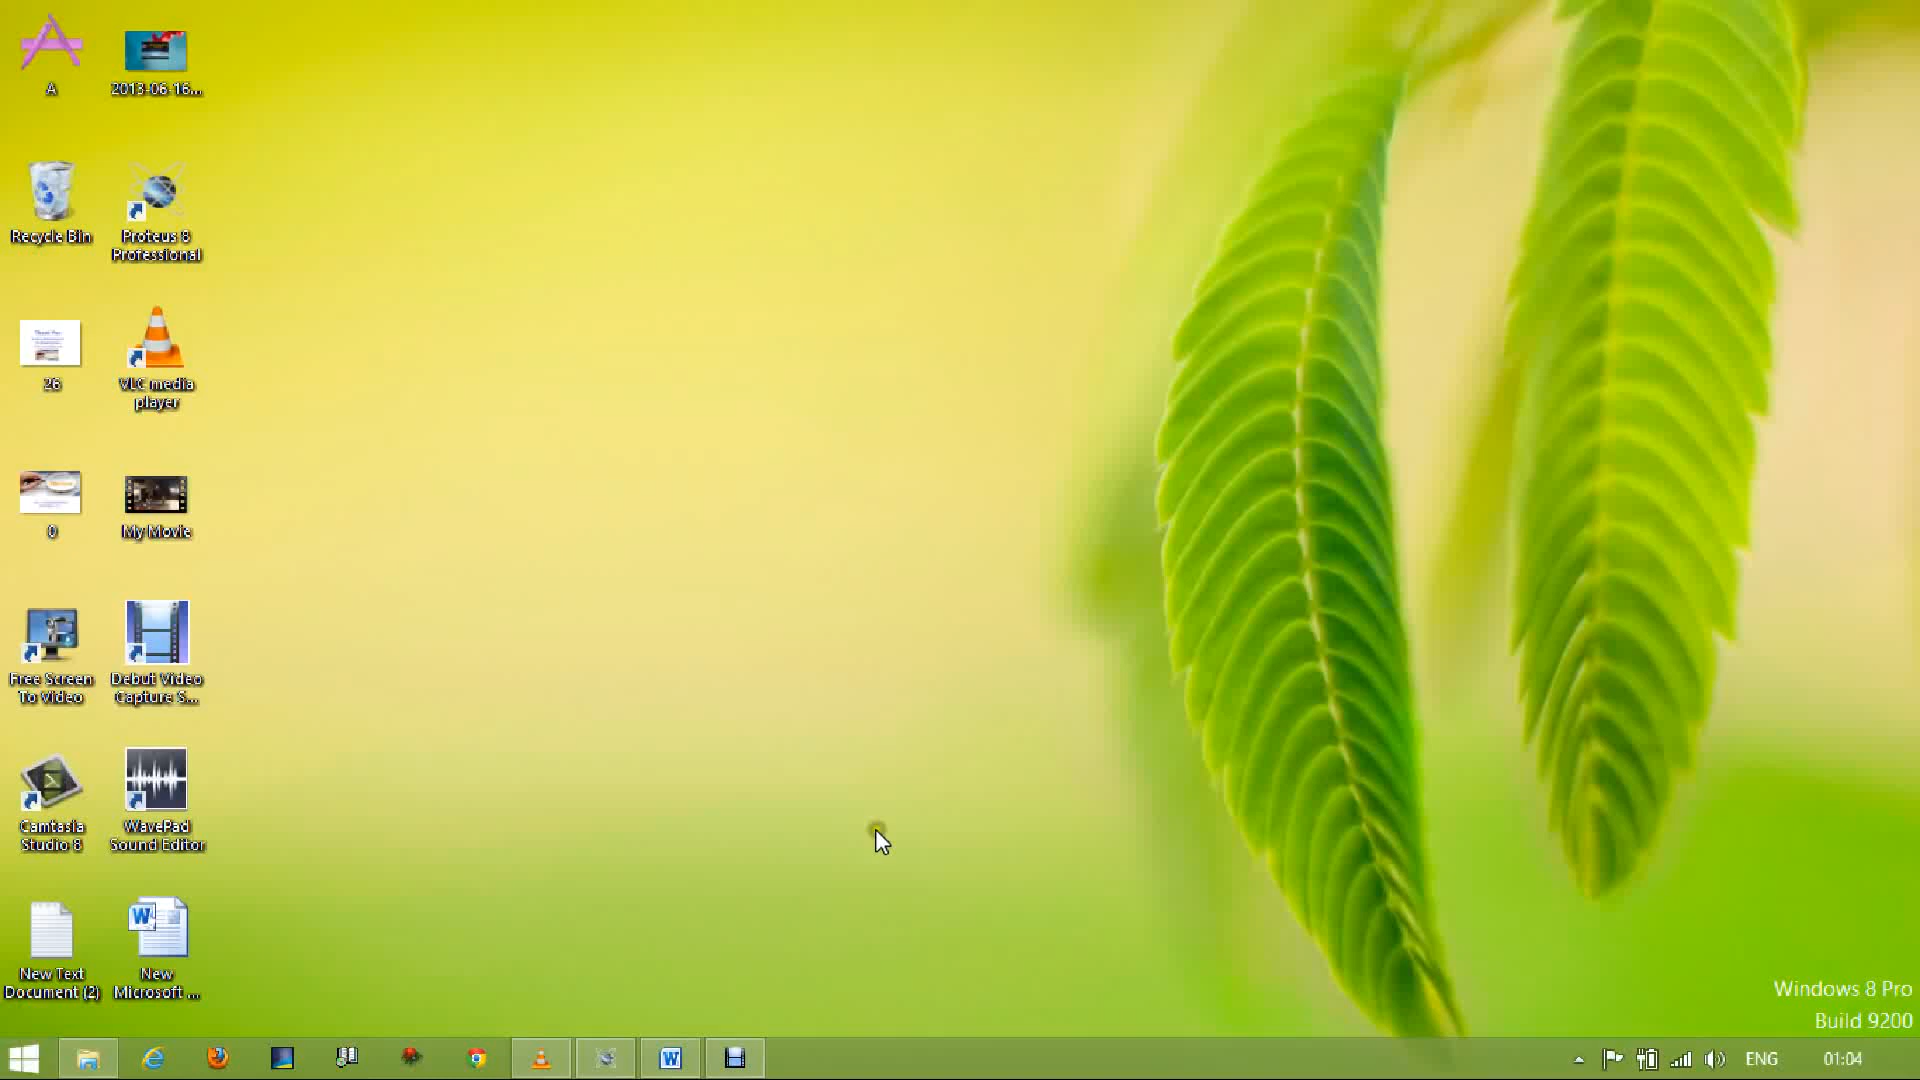 A
2013-06-16...
Recycle Bin
Proteus 8
Professional
26
VLC media
player
0
My Movie
Free Screen
To Video
Debut Video
Capture S...
Camtasia
Studio 8
WavePad
Sound Editor
New Text
Document (2)
New
Microsoft ...
Windows 8 Pro
Build 9200
ENG
01:04